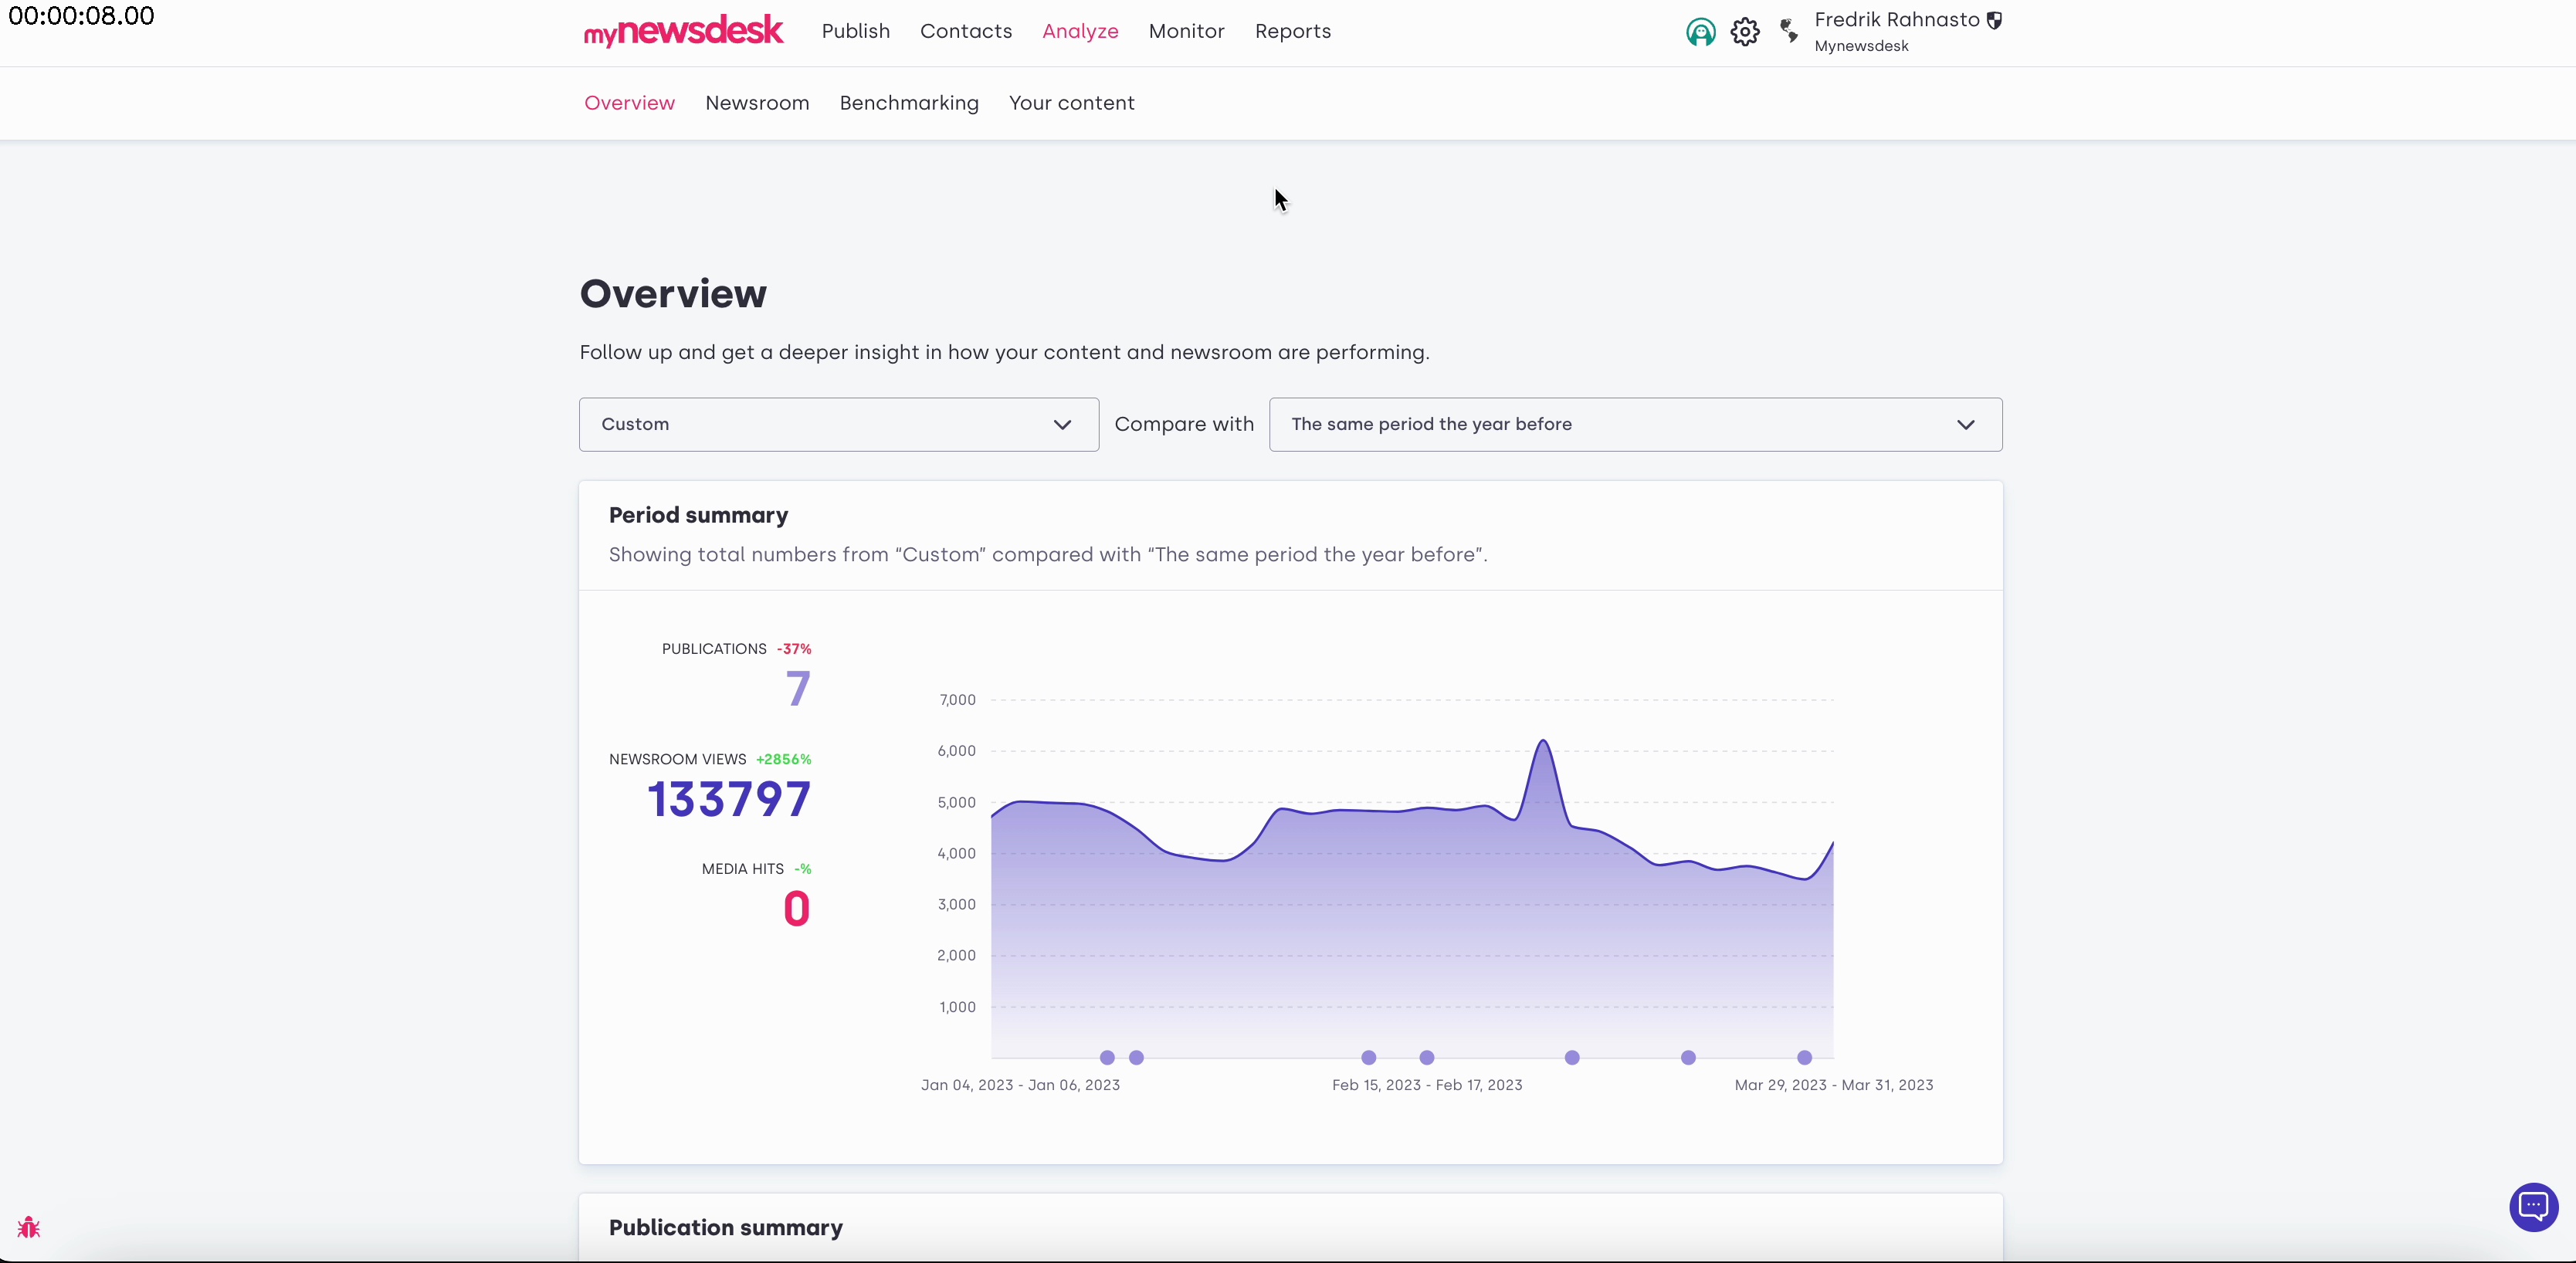 00:00:08.00
mynewsdesk Publish Contacts Analyze Monitor Reports
Fredrik Rahnasto
Mynewsdesk
Overview Newsroom Benchmarking Your content
Overview
Follow up and get a deeper insight in how your content and newsroom are performing.
Custom Compare with The same period the year before
Period summary
Showing total numbers from “Custom” compared with “The same period the year before”.
PUBLICATIONS -37%
7
NEWSROOM VIEWS +2856%
133797
MEDIA HITS -%
0
7,000
6,000
5,000
4,000
3,000
2,000
1,000
Jan 04, 2023 - Jan 06, 2023 Feb 15, 2023 - Feb 17, 2023 Mar 29, 2023 - Mar 31, 2023
Publication summary